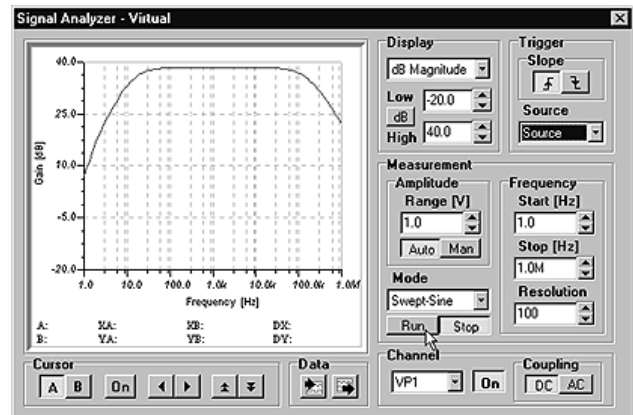 Signal Analyzer - Virtual
40.0
25.0
10.0
-5.0
-20.0
Gain [dB]
1.0 10.0 100.0 1.0k 10.0k 100.0k 1.0M
Frequency [Hz]
A: XA: XB: DX:
B: YA: YB: DY:
Cursor
A B On
Data
Display
dB Magnitude
Low -20.0
dB
High 40.0
Trigger
Slope
Source
Source
Measurement
Amplitude
Range [V]
1.0
Auto Man
Mode
Swept-Sine
Run Stop
Frequency
Start [Hz]
1.0
Stop [Hz]
1.0M
Resolution
100
Channel
VP1 On
Coupling
DC AC